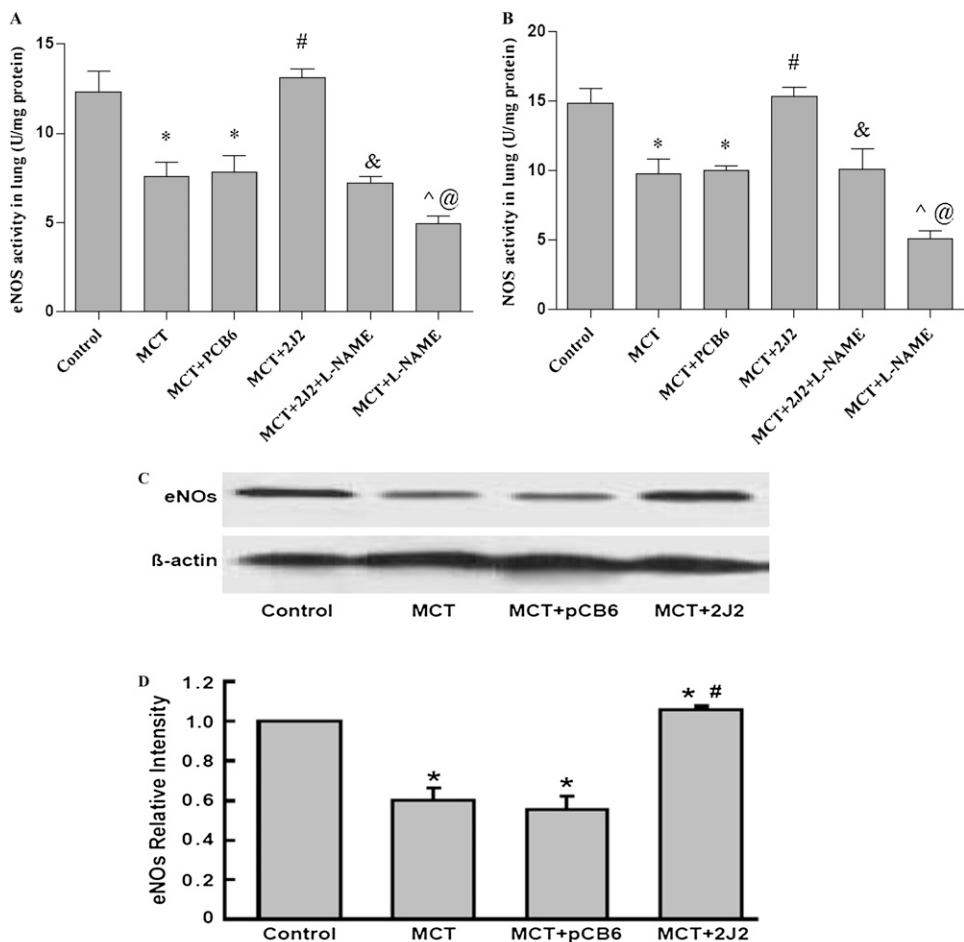 A
eNOS activity in lung (U/mg protein)
15
10
5
0
*
*
#
&
^ @
Control
MCT
MCT+PCB6
MCT+2J2
MCT+2J2+L-NAME
MCT+L-NAME
B
NOS activity in lung (U/mg protein)
20
15
10
5
0
*
*
#
&
^ @
Control
MCT
MCT+PCB6
MCT+2J2
MCT+2J2+L-NAME
MCT+L-NAME
C
eNOs
ß-actin
Control MCT MCT+pCB6 MCT+2J2
D
eNOs Relative Intensity
1.2
1.0
0.8
0.6
0.4
0.2
0
*
*
* #
Control MCT MCT+pCB6 MCT+2J2